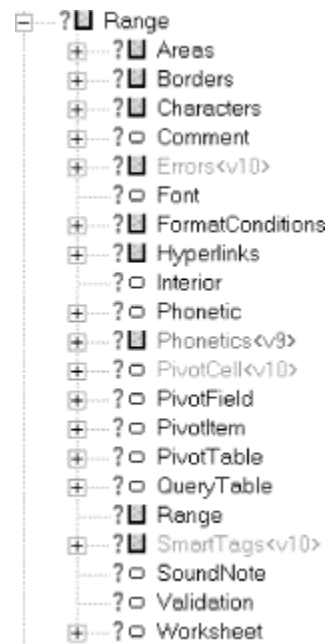 ? Range
? Areas
? Borders
? Characters
? Comment
? Errors<v10>
? Font
? FormatConditions
? Hyperlinks
? Interior
? Phonetic
? Phonetics<v9>
? PivotCell<v10>
? PivotField
? PivotItem
? PivotTable
? QueryTable
? Range
? SmartTags<v10>
? SoundNote
? Validation
? Worksheet